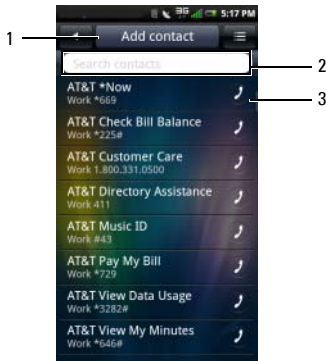 3G 5:17 PM
1 Add contact
Search contacts 2
AT&T *Now 3
Work *669
AT&T Check Bill Balance
Work *225#
AT&T Customer Care
Work 1.800.331.0500
AT&T Directory Assistance
Work 411
AT&T Music ID
Work #43
AT&T Pay My Bill
Work *729
AT&T View Data Usage
Work *3282#
AT&T View My Minutes
Work *646#